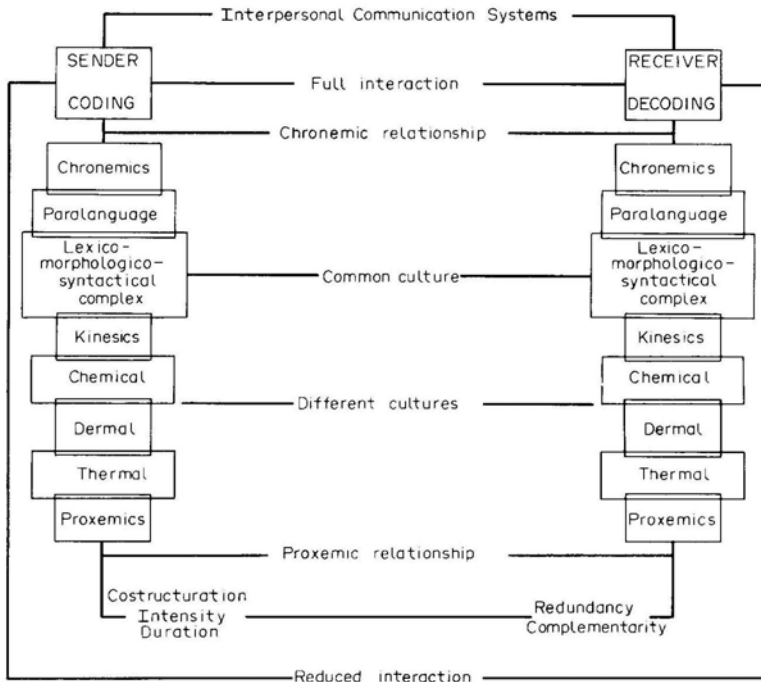 Interpersonal Communication Systems
SENDER
CODING
Full interaction
RECEIVER
DECODING
Chronemic relationship
Chronemics
Chronemics
Paralanguage
Paralanguage
Lexico-
morphologico-
syntactical
complex
Common culture
Lexico-
morphologico-
syntactical
complex
Kinesics
Kinesics
Chemical
Chemical
Different cultures
Dermal
Dermal
Thermal
Thermal
Proxemics
Proxemics
Proxemic relationship
Costructuration
Intensity
Duration
Redundancy
Complementarity
Reduced interaction